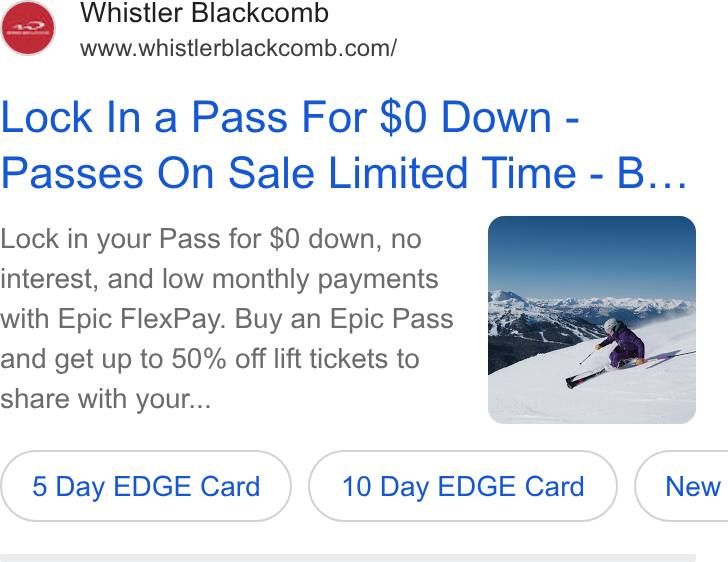 Whistler Blackcomb
www.whistlerblackcomb.com/
Lock In a Pass For $0 Down -
Passes On Sale Limited Time - B...
Lock in your Pass for $0 down, no
interest, and low monthly payments
with Epic FlexPay. Buy an Epic Pass
and get up to 50% off lift tickets to
share with your...
5 Day EDGE Card
10 Day EDGE Card
New